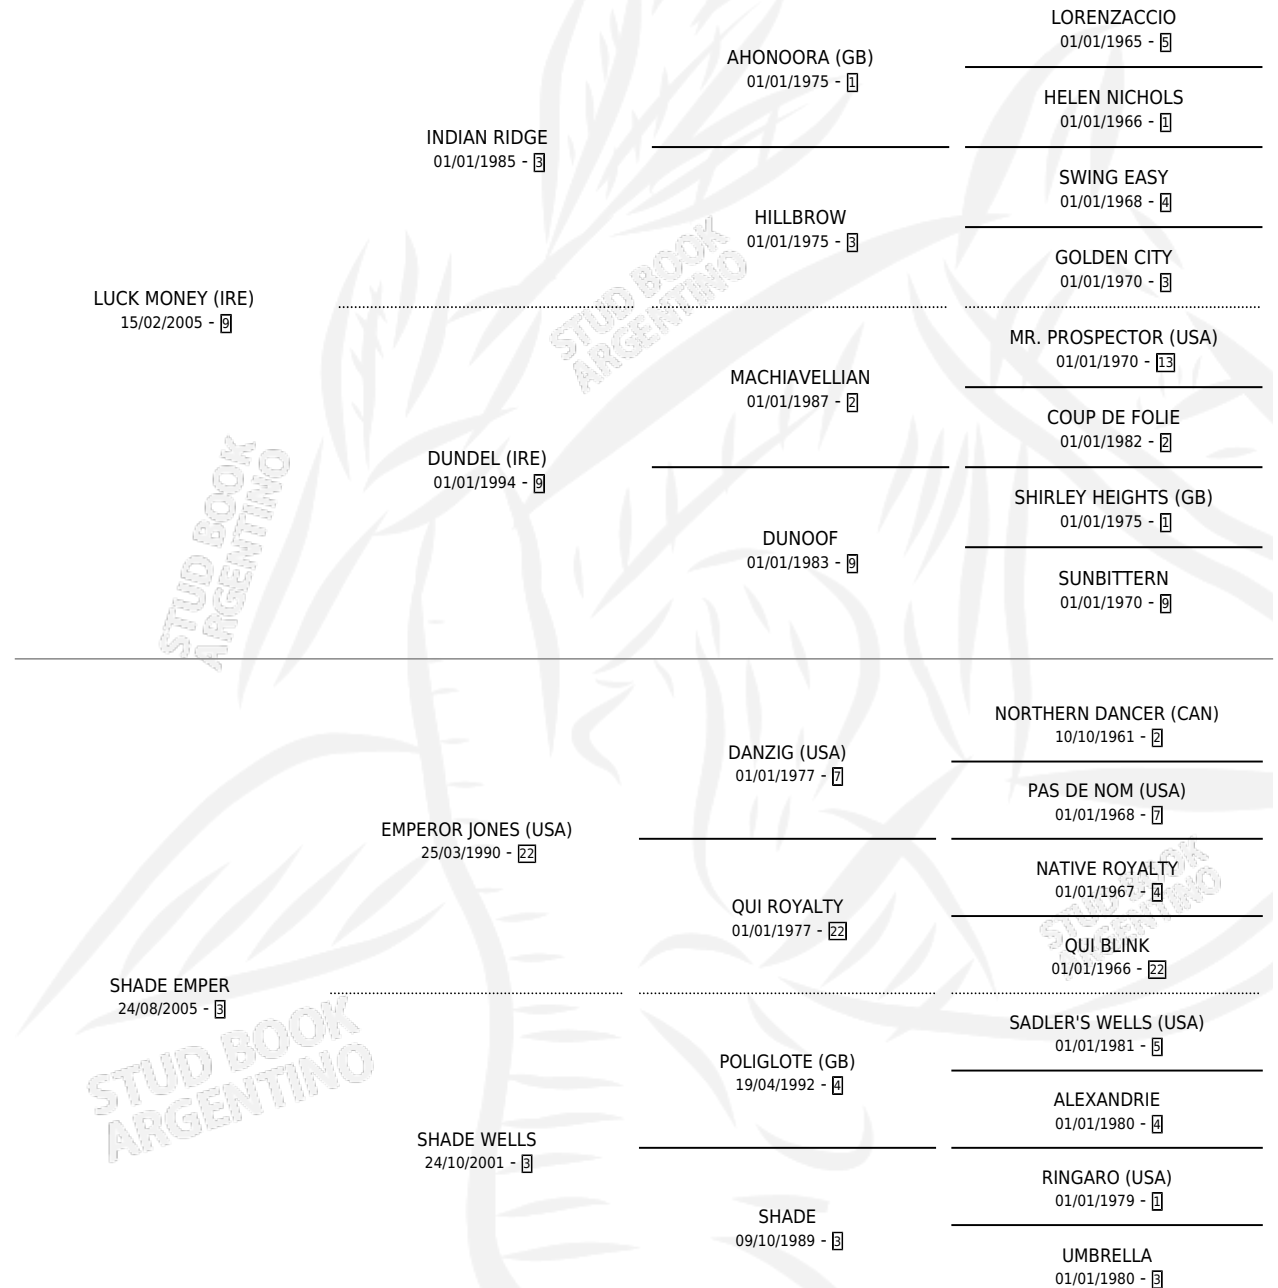 LORENZACCIO
01/01/1965 - 5
AHONOORA (GB)
01/01/1975 - 1
HELEN NICHOLS
01/01/1966 - 1
INDIAN RIDGE
01/01/1985 - 3
SWING EASY
01/01/1968 - 4
HILLBROW
01/01/1975 - 3
GOLDEN CITY
01/01/1970 - 3
LUCK MONEY (IRE)
15/02/2005 - 9
MR. PROSPECTOR (USA)
01/01/1970 - 13
MACHIAVELLIAN
01/01/1987 - 2
COUP DE FOLIE
01/01/1982 - 2
DUNDEL (IRE)
01/01/1994 - 9
SHIRLEY HEIGHTS (GB)
01/01/1975 - 1
DUNOOF
01/01/1983 - 9
SUNBITTERN
01/01/1970 - 9
STUD BOOK
ARGENTINO
STUD BOOK
ARGENTINO
NORTHERN DANCER (CAN)
10/10/1961 - 2
DANZIG (USA)
01/01/1977 - 7
PAS DE NOM (USA)
01/01/1968 - 7
EMPEROR JONES (USA)
25/03/1990 - 22
NATIVE ROYALTY
01/01/1967 - 4
QUI ROYALTY
01/01/1977 - 22
QUI BLINK
01/01/1966 - 22
STUD BOOK
ARGENTINO
SHADE EMPER
24/08/2005 - 3
SADLER'S WELLS (USA)
01/01/1981 - 5
POLIGLOTE (GB)
19/04/1992 - 4
ALEXANDRIE
01/01/1980 - 4
STUD BOOK
ARGENTINO
SHADE WELLS
24/10/2001 - 3
RINGARO (USA)
01/01/1979 - 1
SHADE
09/10/1989 - 3
UMBRELLA
01/01/1980 - 3